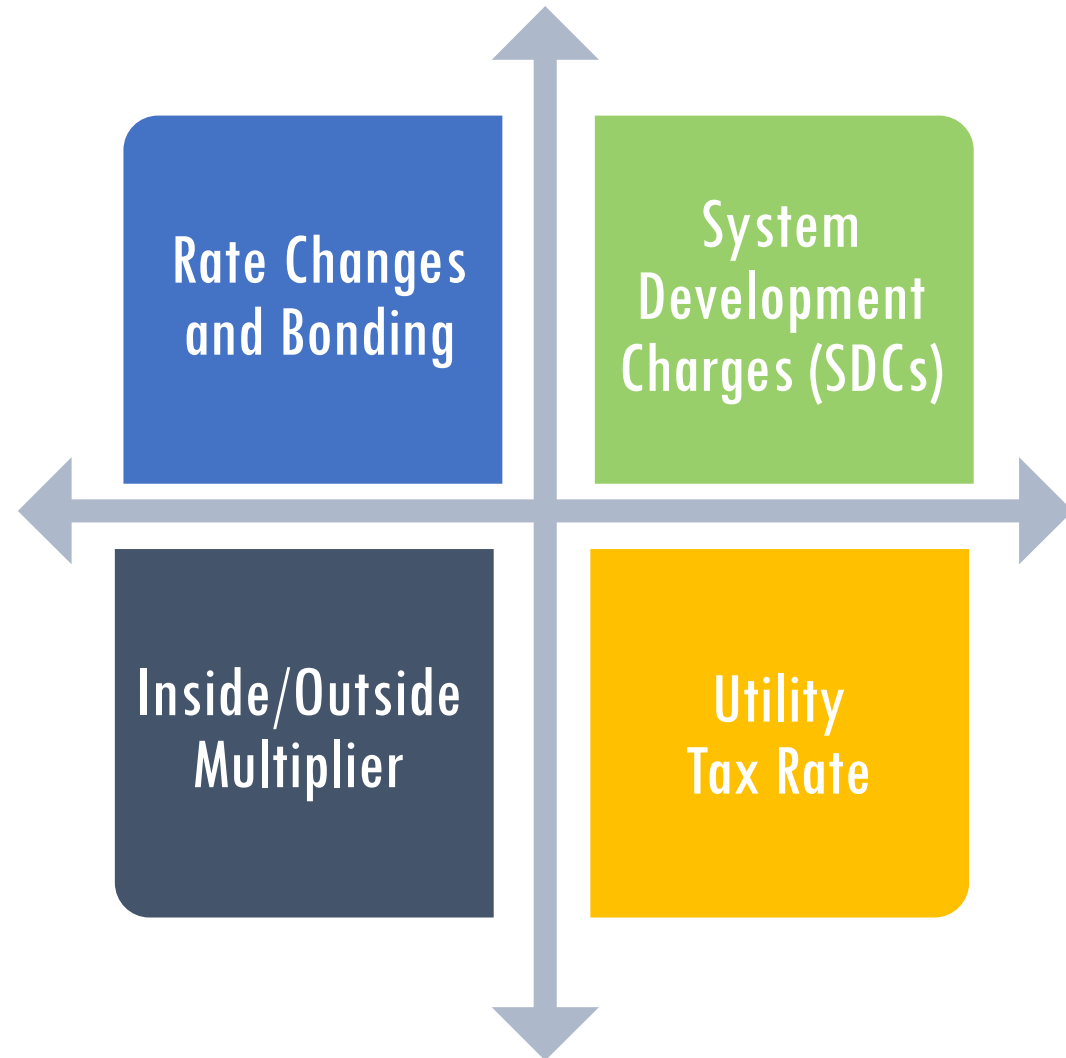 Rate Changes
and Bonding
System
Development
Charges (SDCs)
Inside/Outside
Multiplier
Utility
Tax Rate